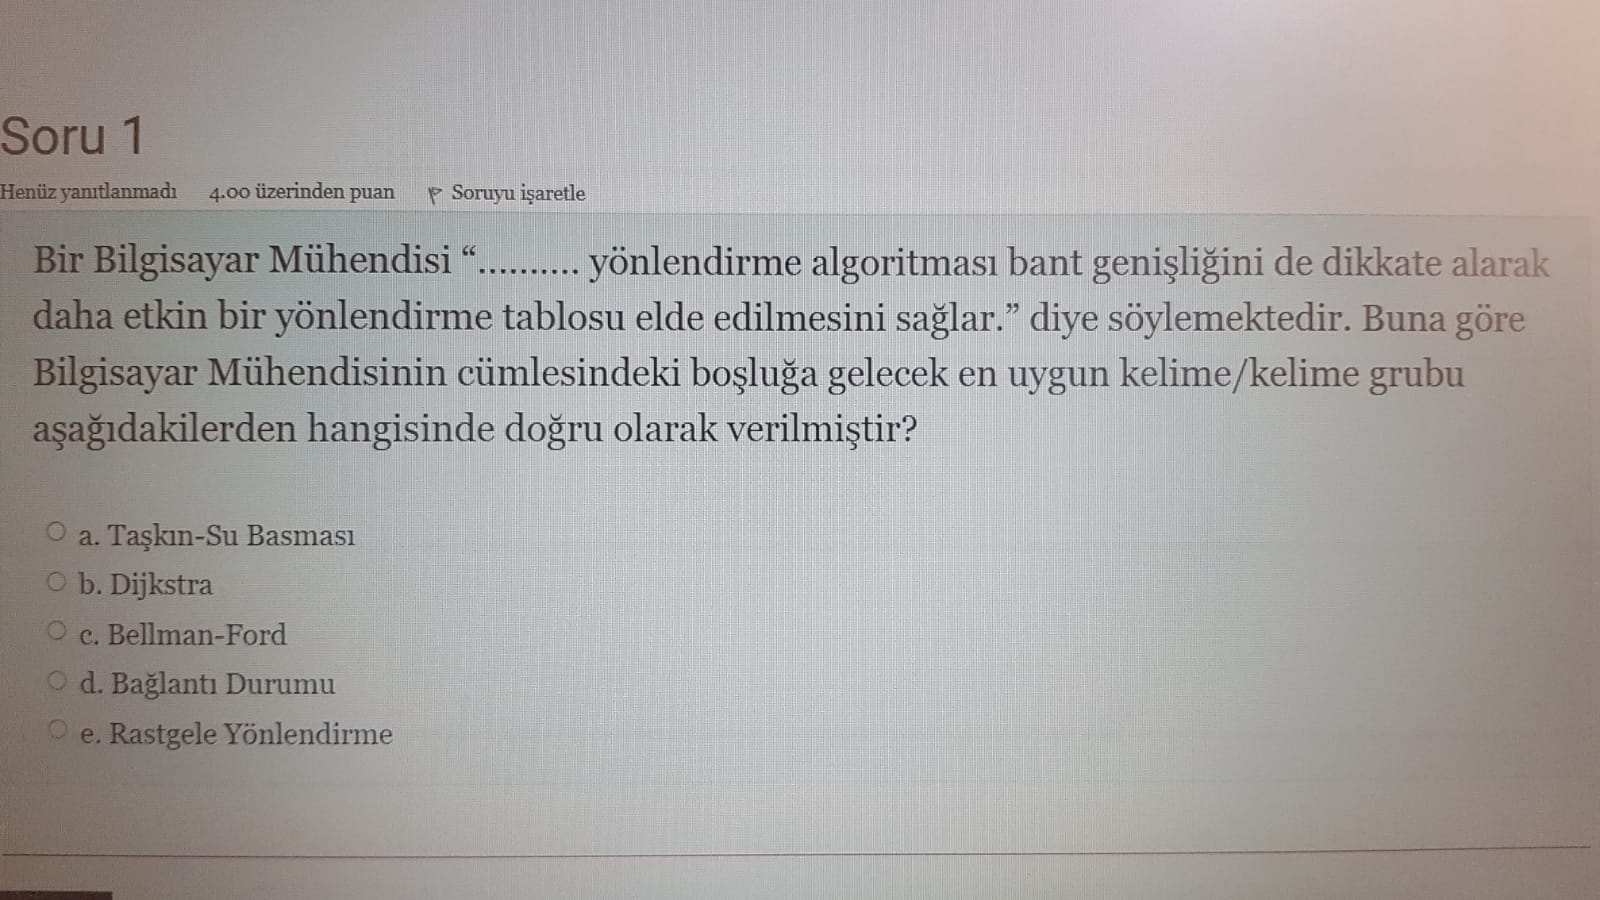 Soru 1
Henüz yanıtlanmadı 4.00 üzerinden puan Soruyu işaretle
Bir Bilgisayar Mühendisi “.......... yönlendirme algoritması bant genişliğini de dikkate alarak
daha etkin bir yönlendirme tablosu elde edilmesini sağlar.” diye söylemektedir. Buna göre
Bilgisayar Mühendisinin cümlesindeki boşluğa gelecek en uygun kelime/kelime grubu
aşağıdakilerden hangisinde doğru olarak verilmiştir?
a. Taşkın-Su Basması
b. Dijkstra
c. Bellman-Ford
d. Bağlantı Durumu
e. Rastgele Yönlendirme